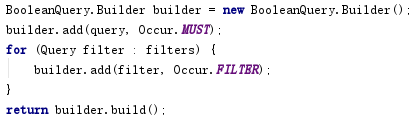 BooleanQuery.Builder builder = new BooleanQuery.Builder();
builder.add(query, Occur.MUST);
for (Query filter : filters) {
    builder.add(filter, Occur.FILTER);
}
return builder.build();